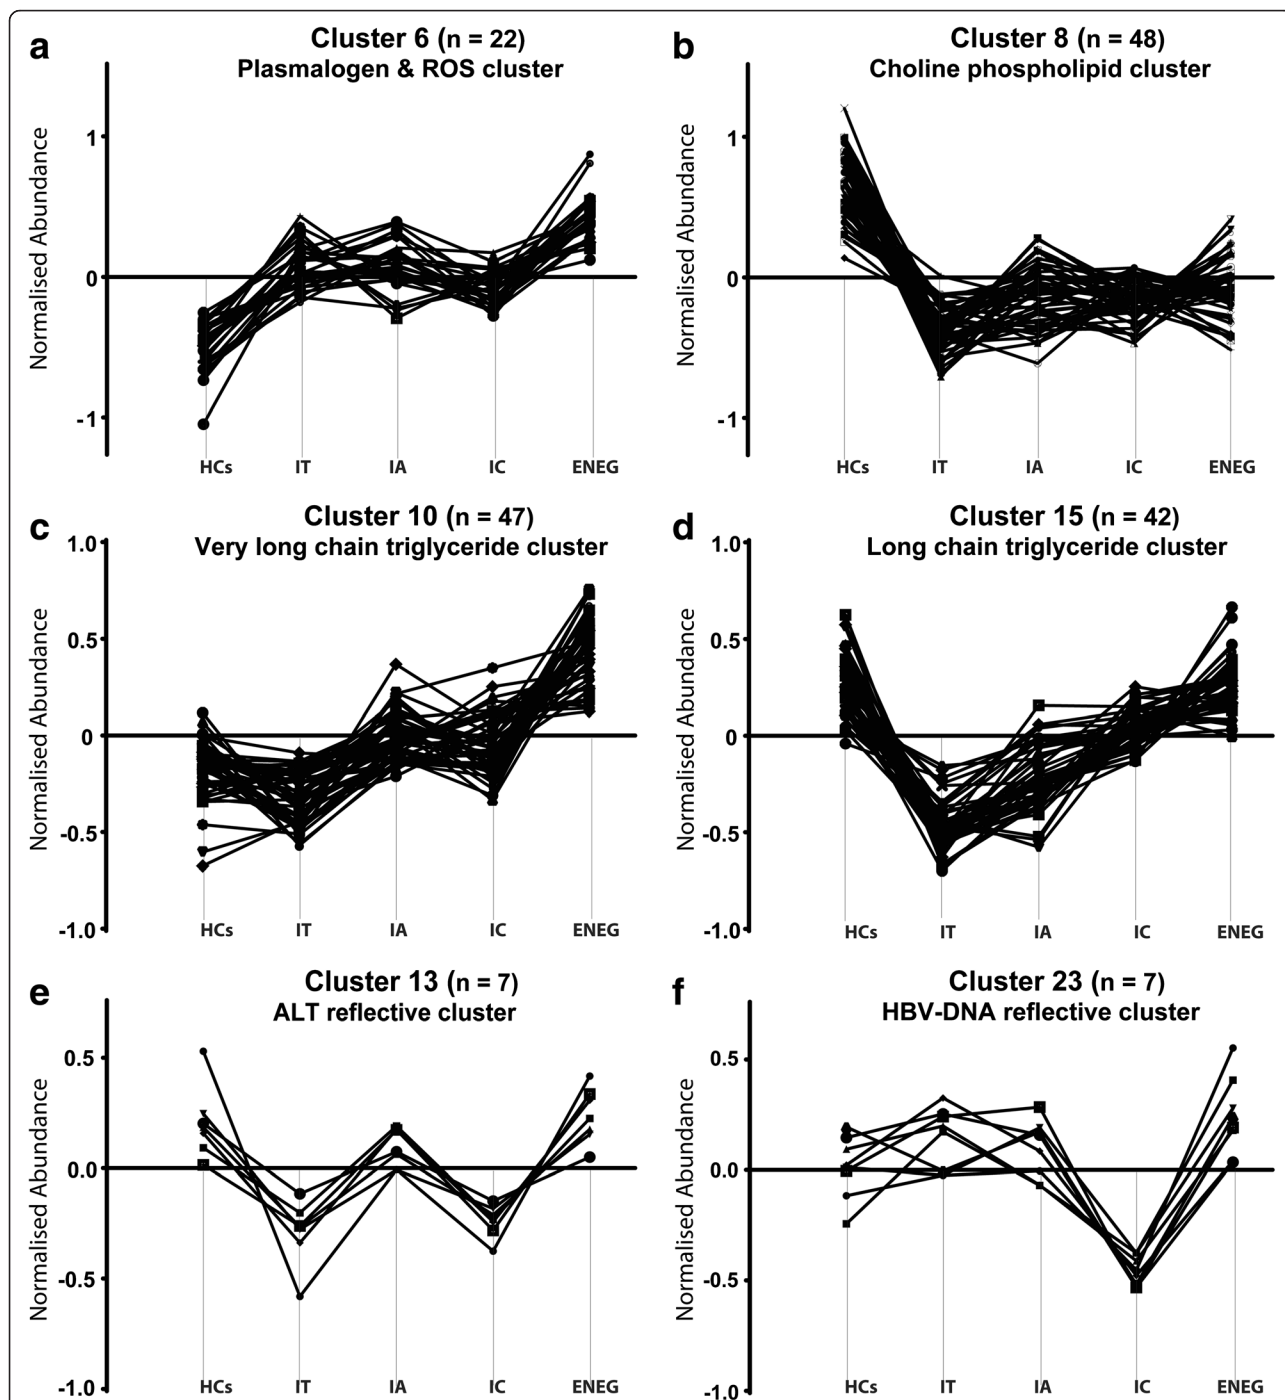 a
Cluster 6 (n = 22)
Plasmalogen & ROS cluster
Normalised Abundance
1
0
-1
HCs IT IA IC ENEG
b
Cluster 8 (n = 48)
Choline phospholipid cluster
Normalised Abundance
1
0
-1
HCs IT IA IC ENEG
c
Cluster 10 (n = 47)
Very long chain triglyceride cluster
Normalised Abundance
1.0
0.5
0
-0.5
-1.0
HCs IT IA IC ENEG
d
Cluster 15 (n = 42)
Long chain triglyceride cluster
Normalised Abundance
1.0
0.5
0
-0.5
-1.0
HCs IT IA IC ENEG
e
Cluster 13 (n = 7)
ALT reflective cluster
Normalised Abundance
0.5
0.0
-0.5
-1.0
HCs IT IA IC ENEG
f
Cluster 23 (n = 7)
HBV-DNA reflective cluster
Normalised Abundance
0.5
0.0
-0.5
-1.0
HCs IT IA IC ENEG